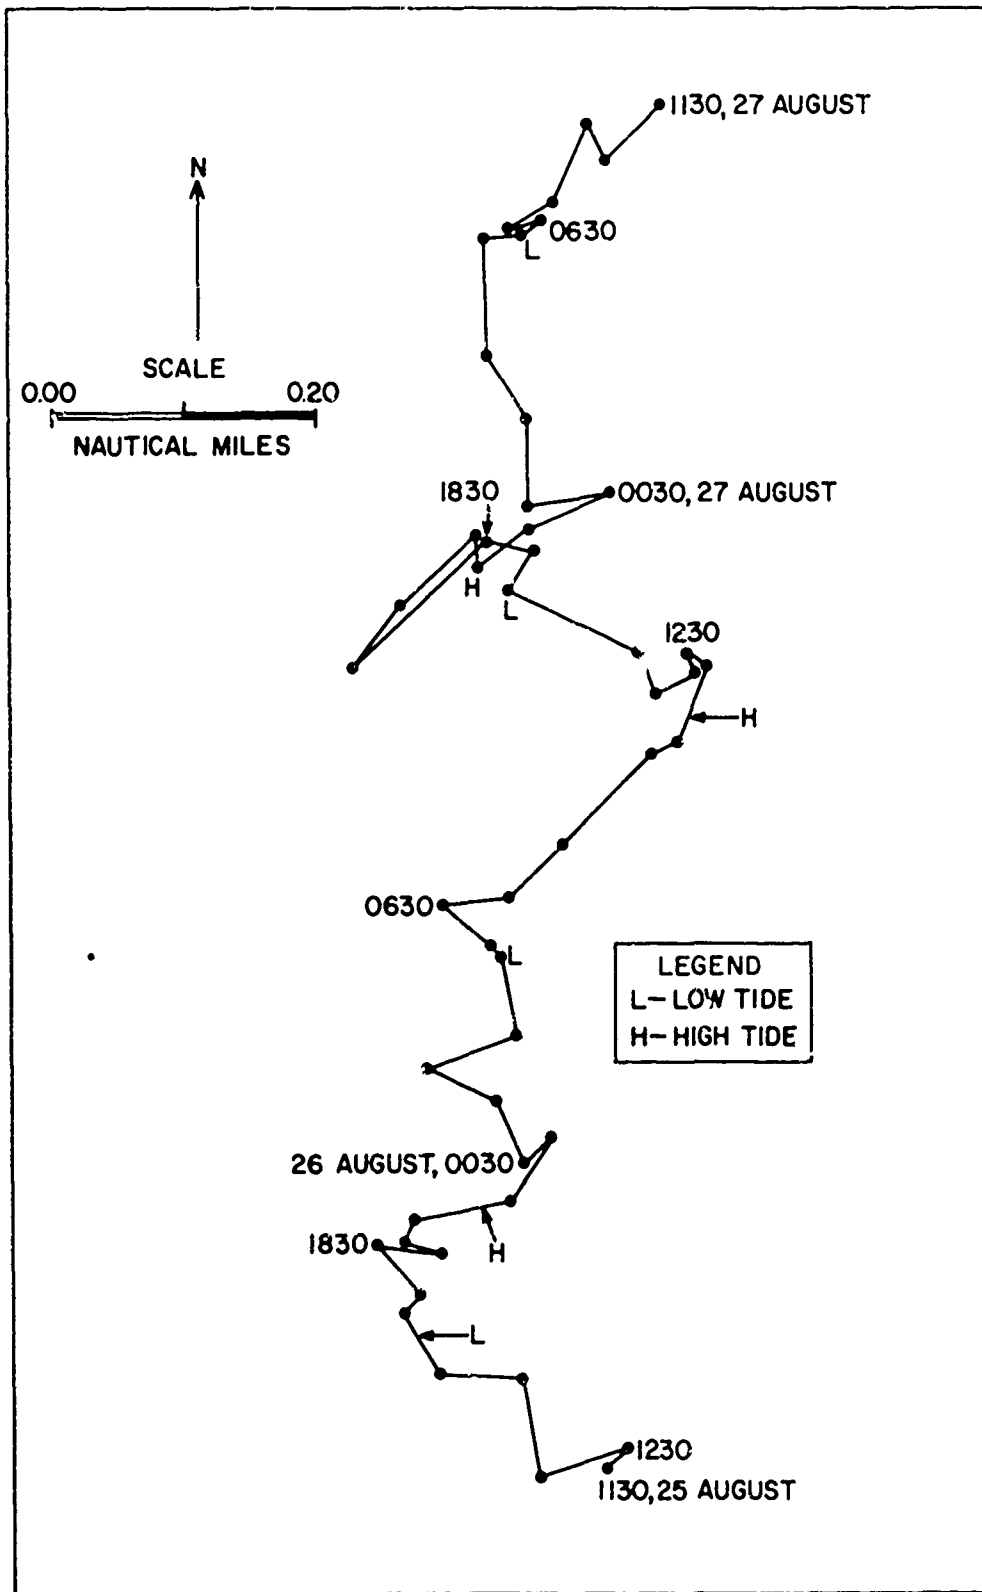 1130, 27 AUGUST
N
0630
L
SCALE
0.00 0.20
NAUTICAL MILES
1830
0030, 27 AUGUST
H
L
1230
H
0630
L
LEGEND
L-LOW TIDE
H-HIGH TIDE
26 AUGUST, 0030
1830
H
L
1230
1130, 25 AUGUST